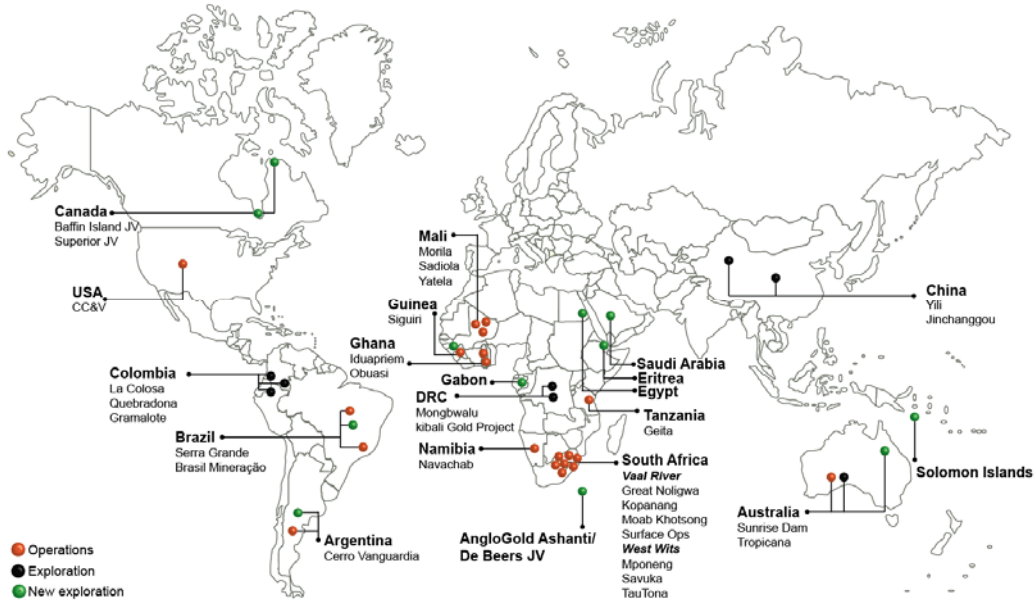 Canada
Baffin Island JV
Superior JV
USA
CC&V
Colombia
La Colosa
Quebradona
Gramalote
Brazil
Serra Grande
Brasil Mineração
Argentina
Cerro Vanguardia
Mali
Morila
Sadiola
Yatela
Guinea
Siguiri
Ghana
Iduapriem
Obuasi
Gabon
DRC
Mongbwalu
kibali Gold Project
Namibia
Navachab
AngloGold Ashanti/
De Beers JV
Saudi Arabia
Eritrea
Egypt
Tanzania
Geita
South Africa
Vaal River
Great Noligwa
Kopanang
Moab Khotsong
Surface Ops
West Wits
Mponeng
Savuka
TauTona
China
Yili
Jinchanggou
Solomon Islands
Australia
Sunrise Dam
Tropicana
Operations
Exploration
New exploration